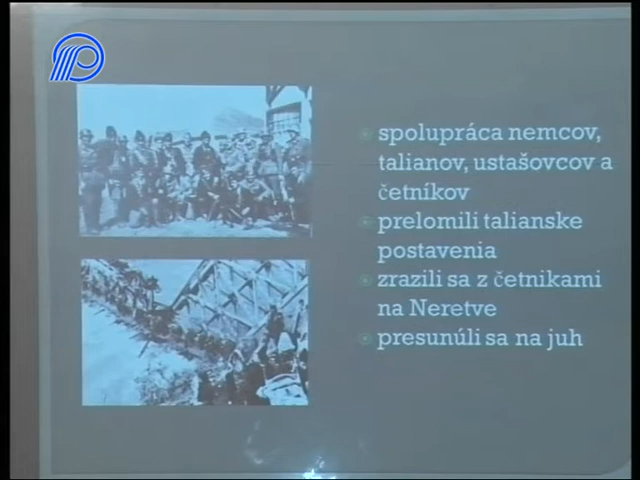 spolupráca nemcov,
talianov, ustašovcov a
četníkov
prelomili talianske
postavenia
zrazili sa z četnikami
na Neretve
presunúli sa na juh